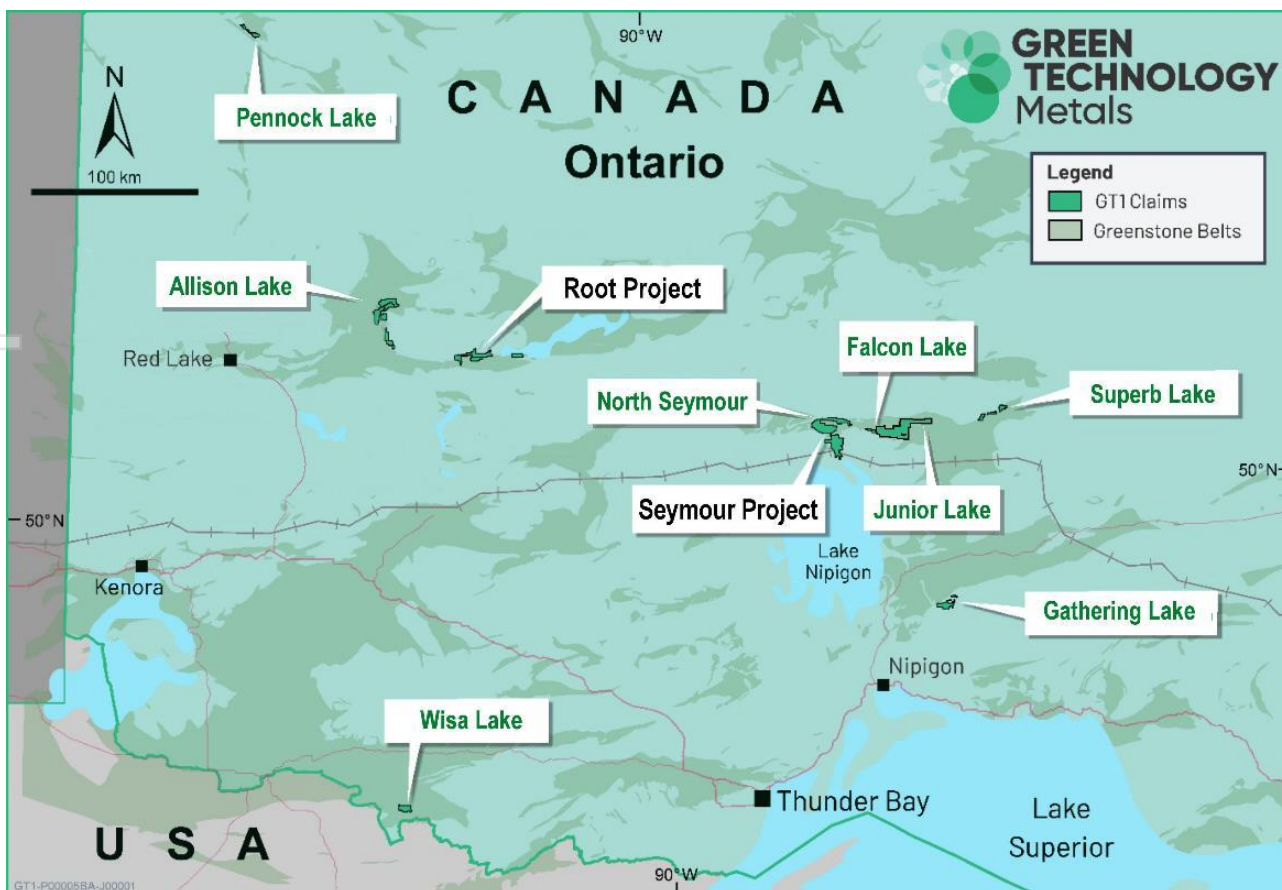 90°W
GREEN
TECHNOLOGY
Metals
N
CANADA
Pennock Lake
Ontario
100 km
Legend
GT1 Claims
Greenstone Belts
Allison Lake
Root Project
Red Lake
Falcon Lake
North Seymour
Superb Lake
50°N
Seymour Project
Junior Lake
50°N
Lake
Nipigon
Kenora
Gathering Lake
Nipigon
Wisa Lake
Thunder Bay
Lake
Superior
USA
90°W
GT1-P00005BA-J00001